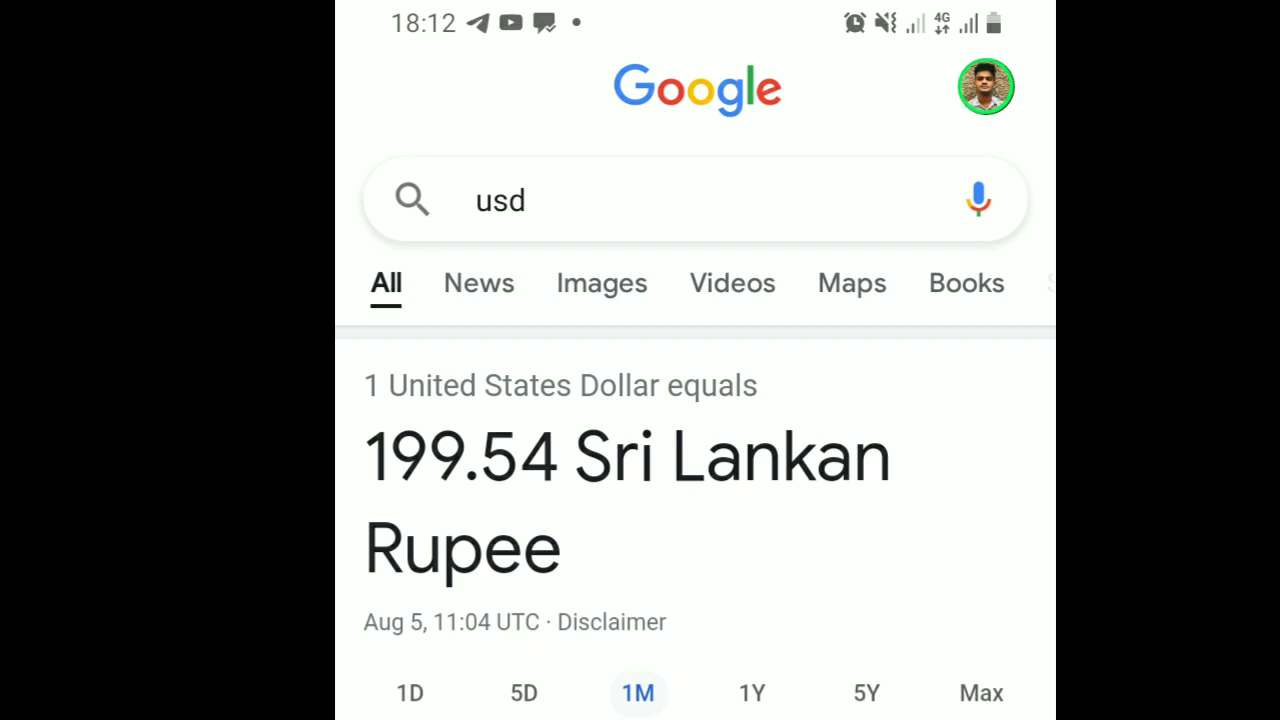 18:12
4G
Google
usd
All News Images Videos Maps Books
1 United States Dollar equals
199.54 Sri Lankan
Rupee
Aug 5, 11:04 UTC · Disclaimer
1D 5D 1M 1Y 5Y Max